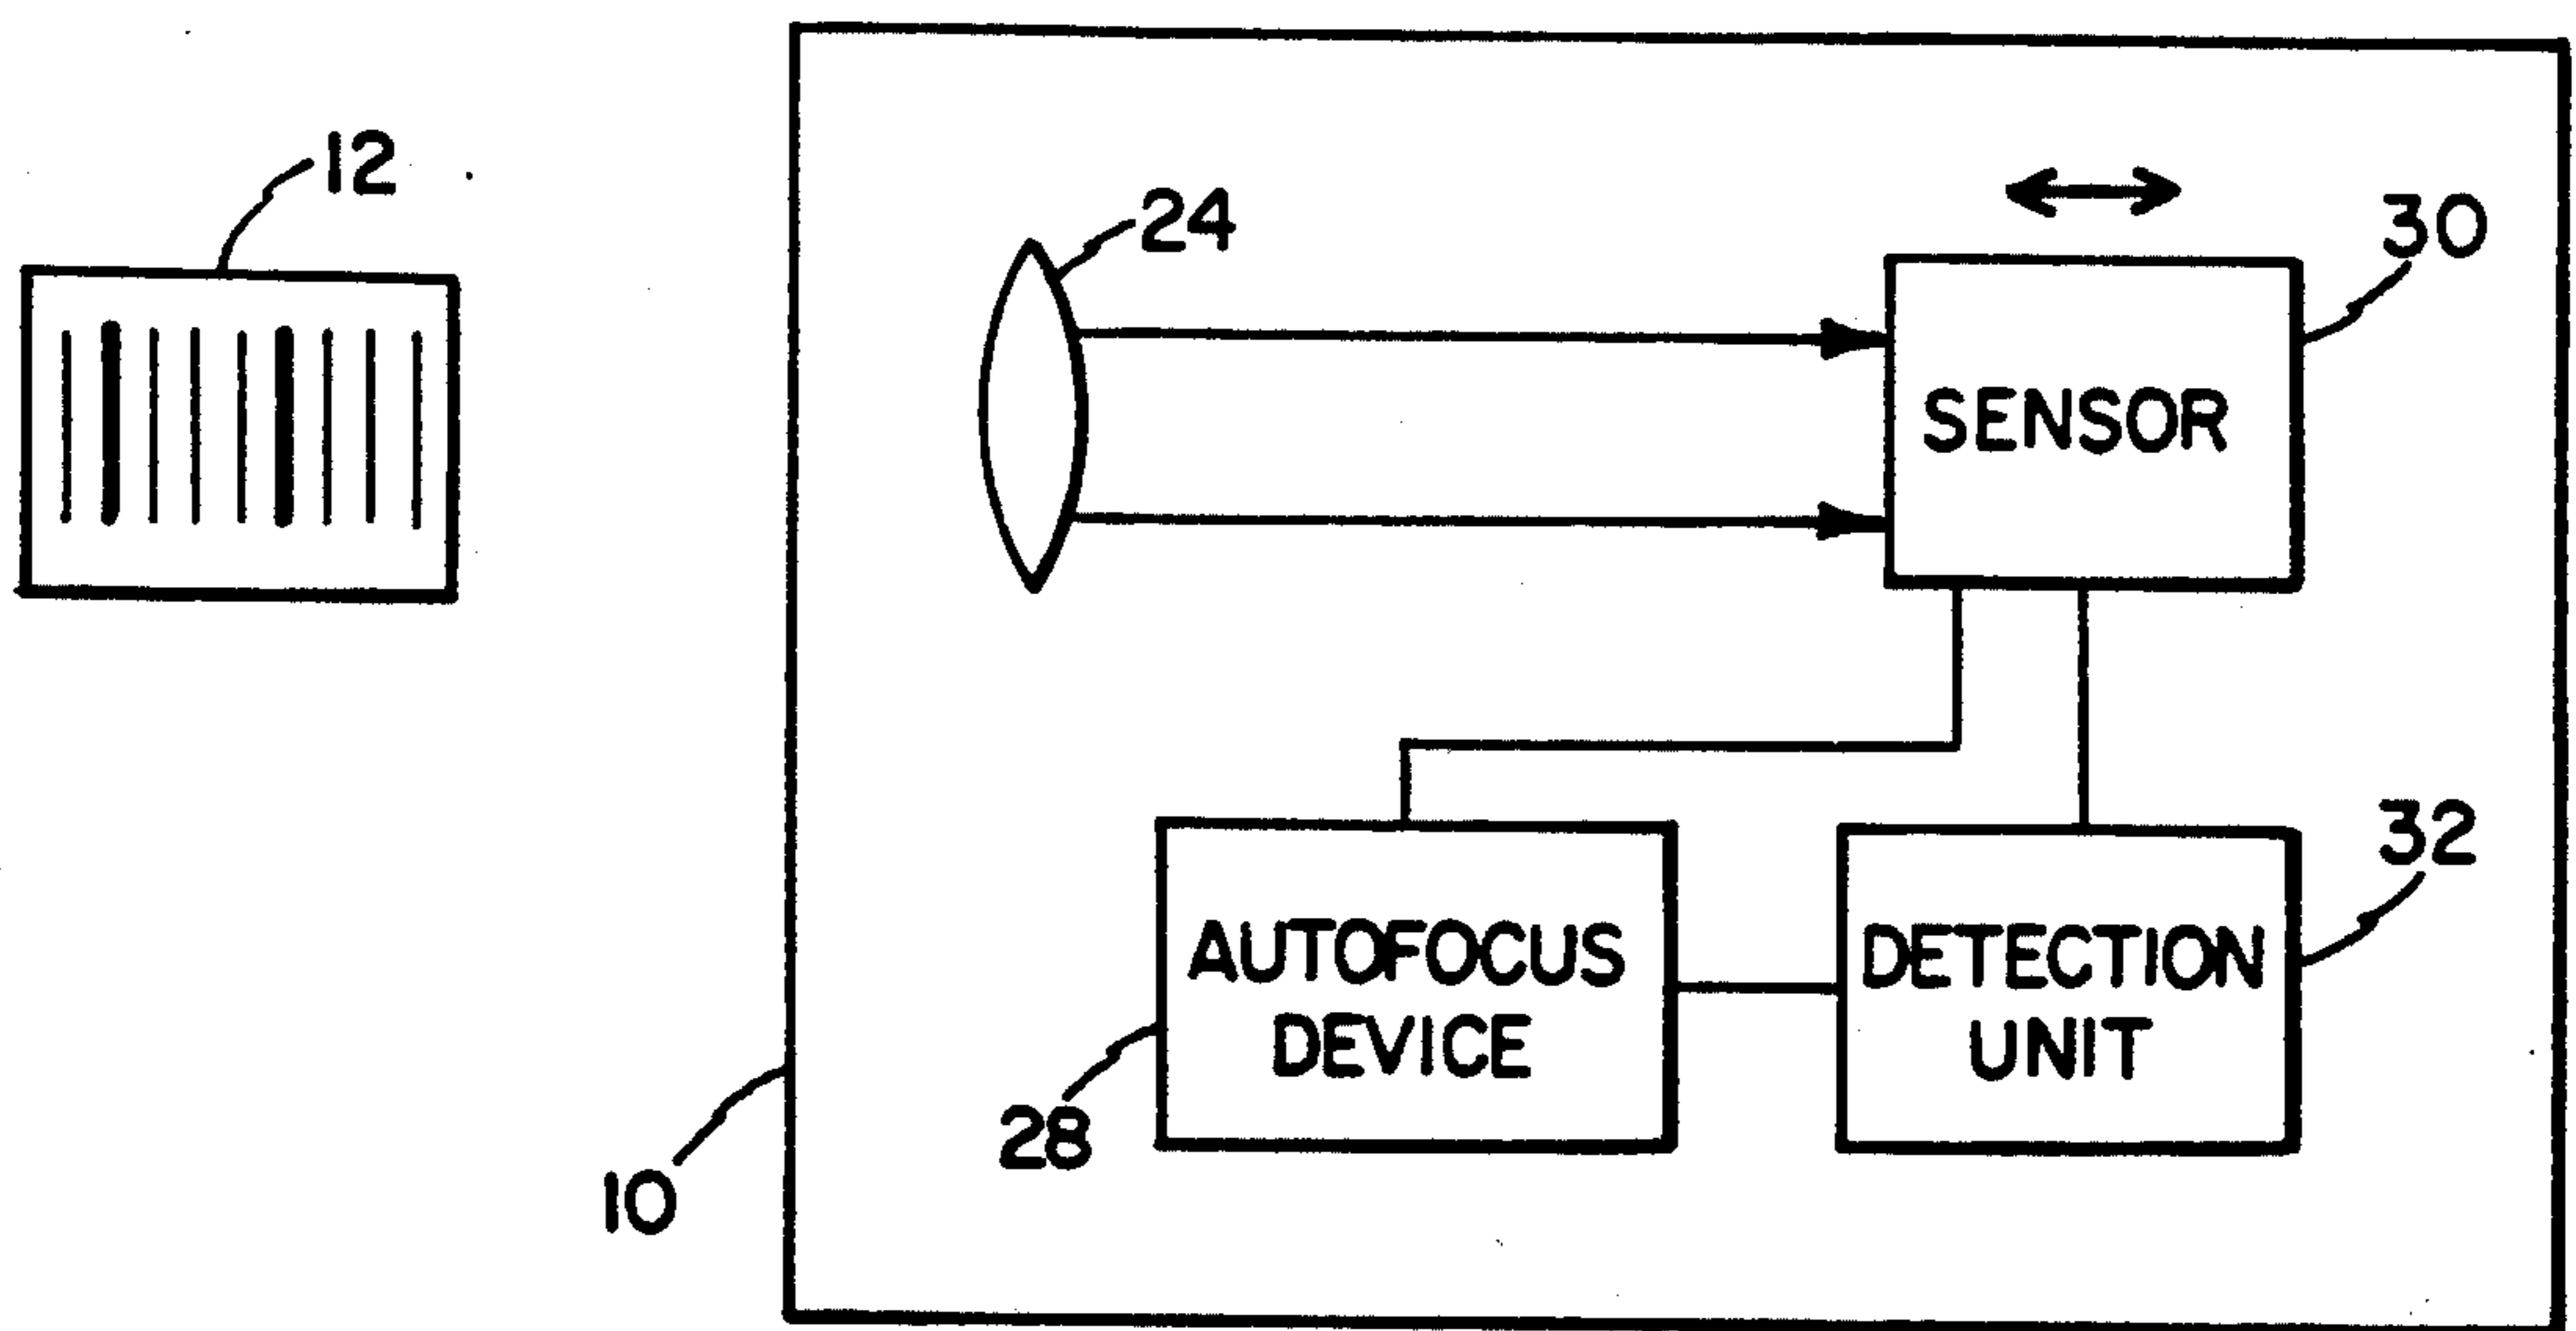 12
24
30
SENSOR
AUTOFOCUS
DEVICE
DETECTION
UNIT
32
28
10